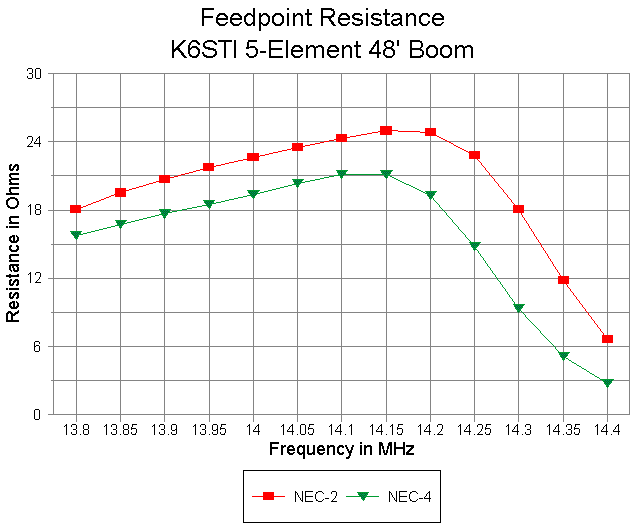 Feedpoint Resistance
K6STI 5-Element 48' Boom
Resistance in Ohms
30
24
18
12
6
0
13.8 13.85 13.9 13.95 14 14.05 14.1 14.15 14.2 14.25 14.3 14.35 14.4
Frequency in MHz
NEC-2 NEC-4